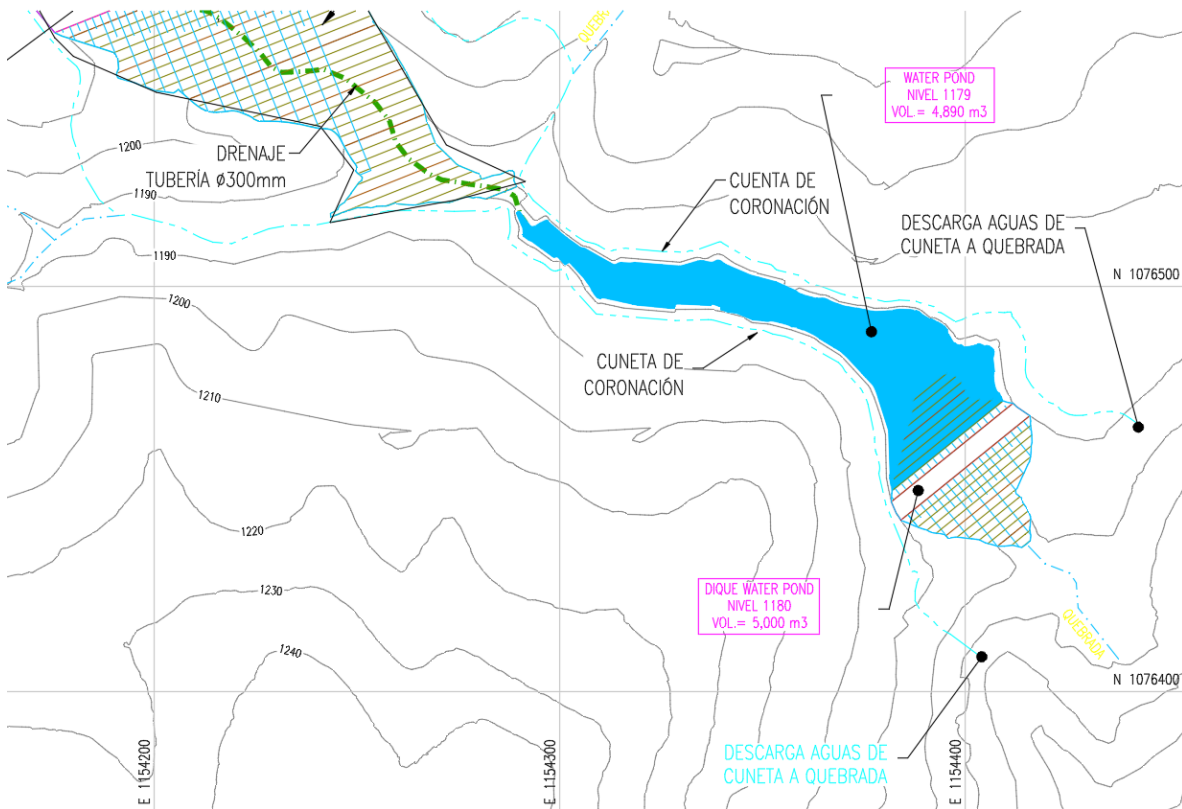 QUEBRADA
WATER POND
NIVEL 1179
VOL.= 4,890 m3
1200
DRENAJE
TUBERÍA ø300mm
1190
CUENTA DE
CORONACIÓN
DESCARGA AGUAS DE
CUNETA A QUEBRADA
1190
N 1076500
1200
CUNETA DE
CORONACIÓN
1210
1220
DIQUE WATER POND
NIVEL 1180
VOL.= 5,000 m3
1230
QUEBRADA
1240
N 1076400
E 1154200
E 1154300
E 1154400
DESCARGA AGUAS DE
CUNETA A QUEBRADA